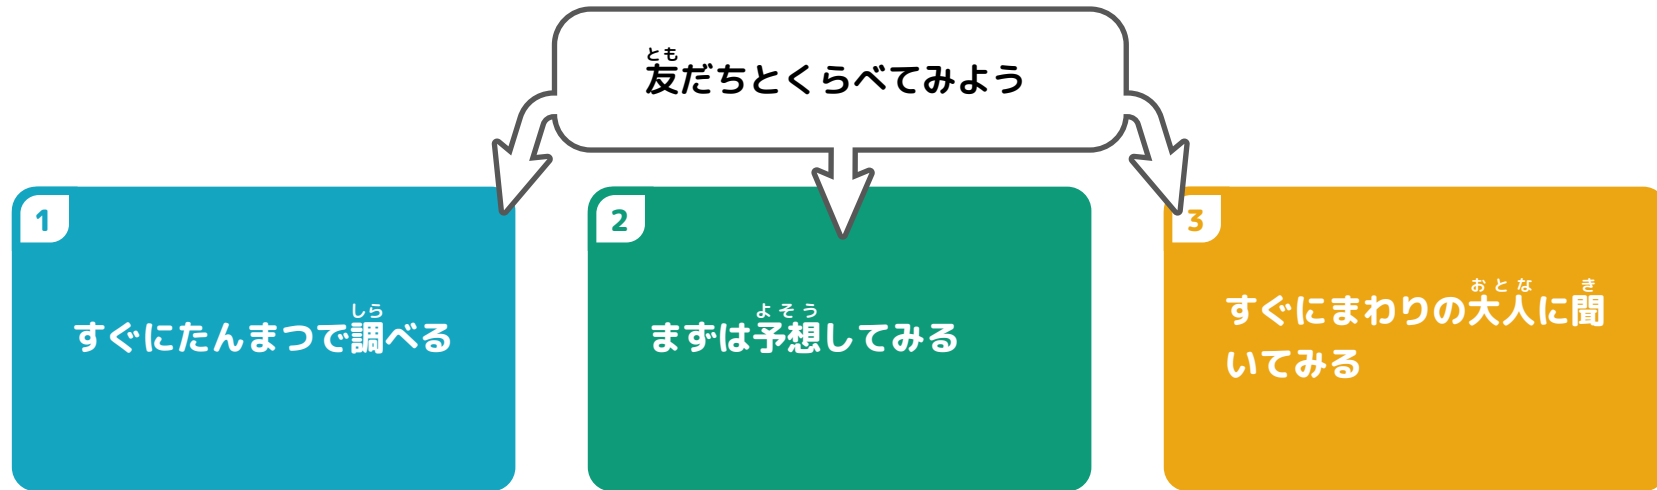 とも
友だちとくらべてみよう
1
しら
すぐにたんまつで調べる
2
よそう
まずは予想してみる
3
おとな き
すぐにまわりの大人に聞
いてみる